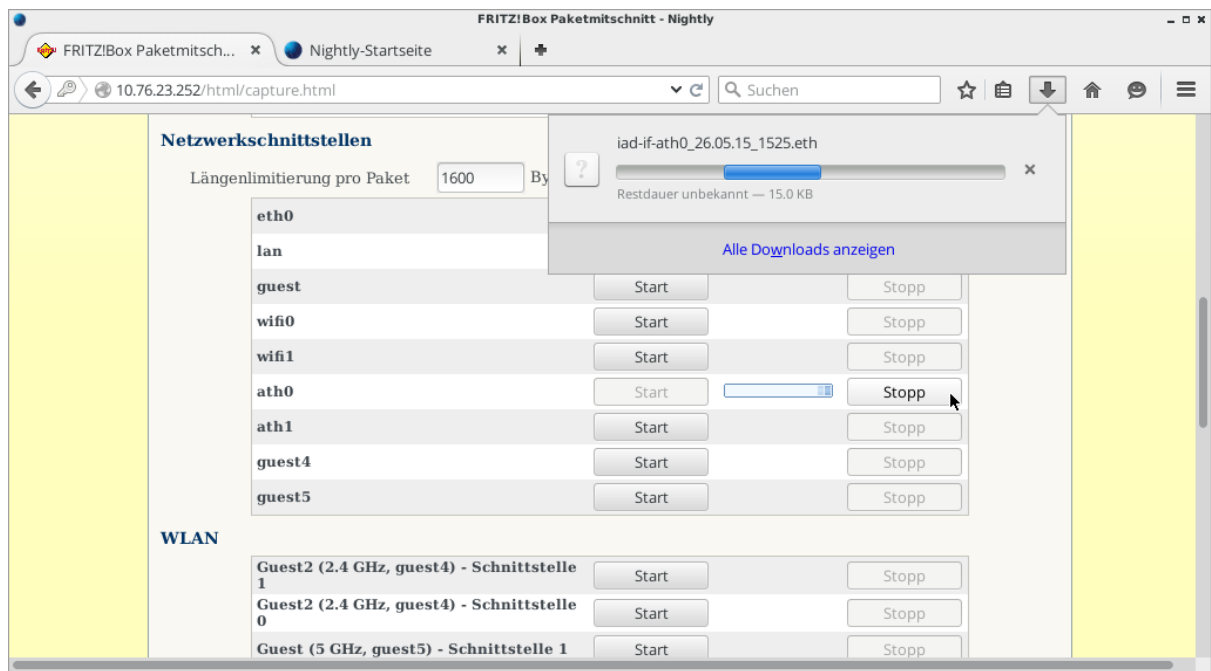 FRITZ!Box Paketmitschnitt - Nightly
FRITZ!Box Paketmitsch...
Nightly-Startseite
10.76.23.252/html/capture.html
Suchen
Netzwerkschnittstellen
Längenlimitierung pro Paket 1600 By
iad-if-ath0_26.05.15_1525.eth
Restdauer unbekannt — 15.0 KB
Alle Downloads anzeigen
eth0
lan
guest Start Stopp
wifi0 Start Stopp
wifi1 Start Stopp
ath0 Start Stopp
ath1 Start Stopp
guest4 Start Stopp
guest5 Start Stopp
WLAN
Guest2 (2.4 GHz, guest4) - Schnittstelle
1 Start Stopp
Guest2 (2.4 GHz, guest4) - Schnittstelle
0 Start Stopp
Guest (5 GHz, guest5) - Schnittstelle 1 Start Stopp